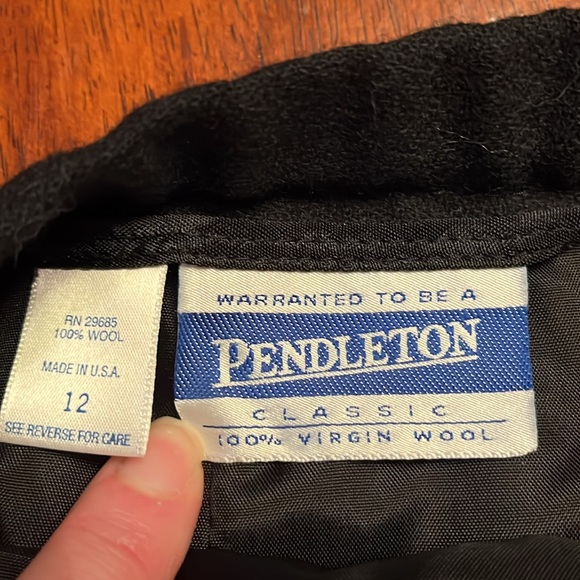 RN 29685
100% WOOL
MADE IN U.S.A.
12
SEE REVERSE FOR CARE
WARRANTED TO BE A
PENDLETON
CLASSIC
100% VIRGIN WOOL